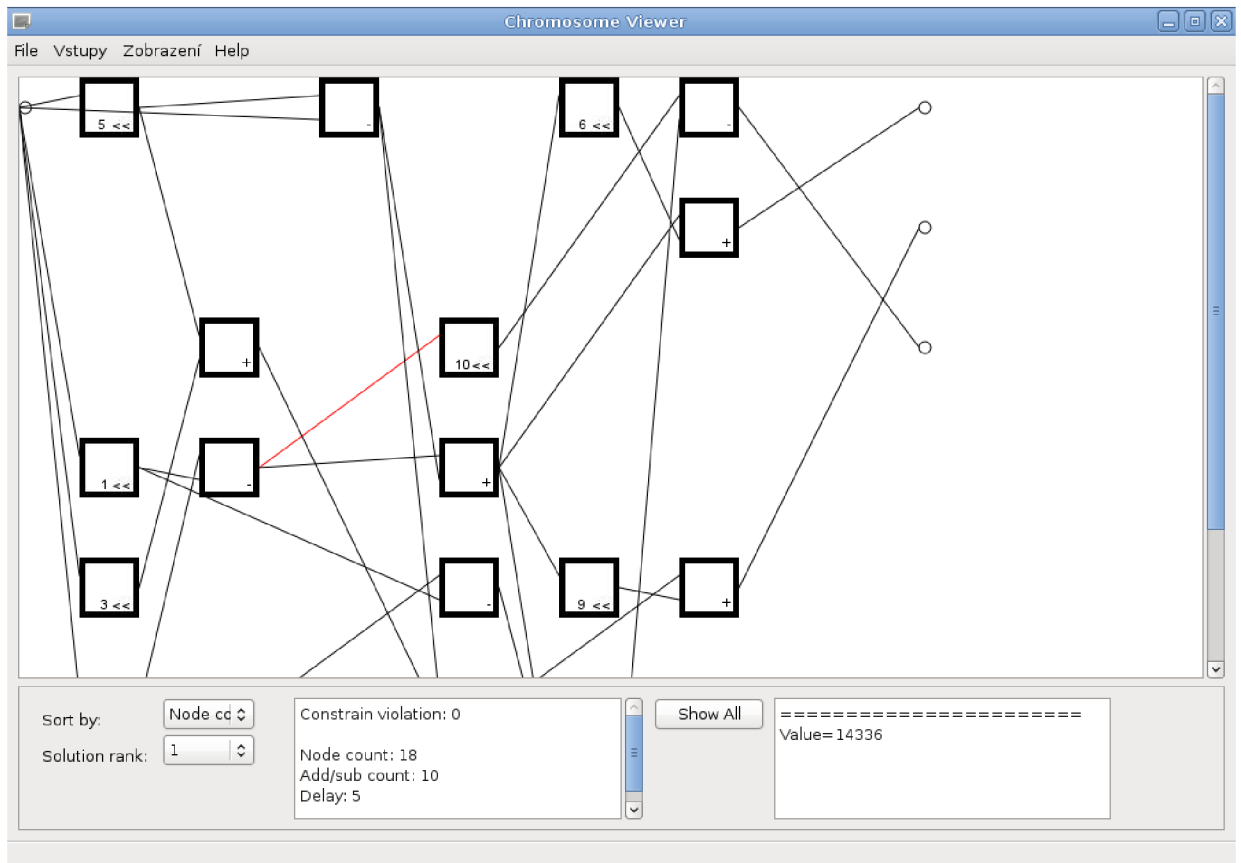 Chromosome Viewer
File Vstupy Zobrazení Help
5 << - 6 << -
+
+ 10<<
1 << - +
3 << - 9 << +
Sort by: Node co
Solution rank: 1
Constrain violation: 0
Node count: 18
Add/sub count: 10
Delay: 5
Show All
=======================
Value=14336